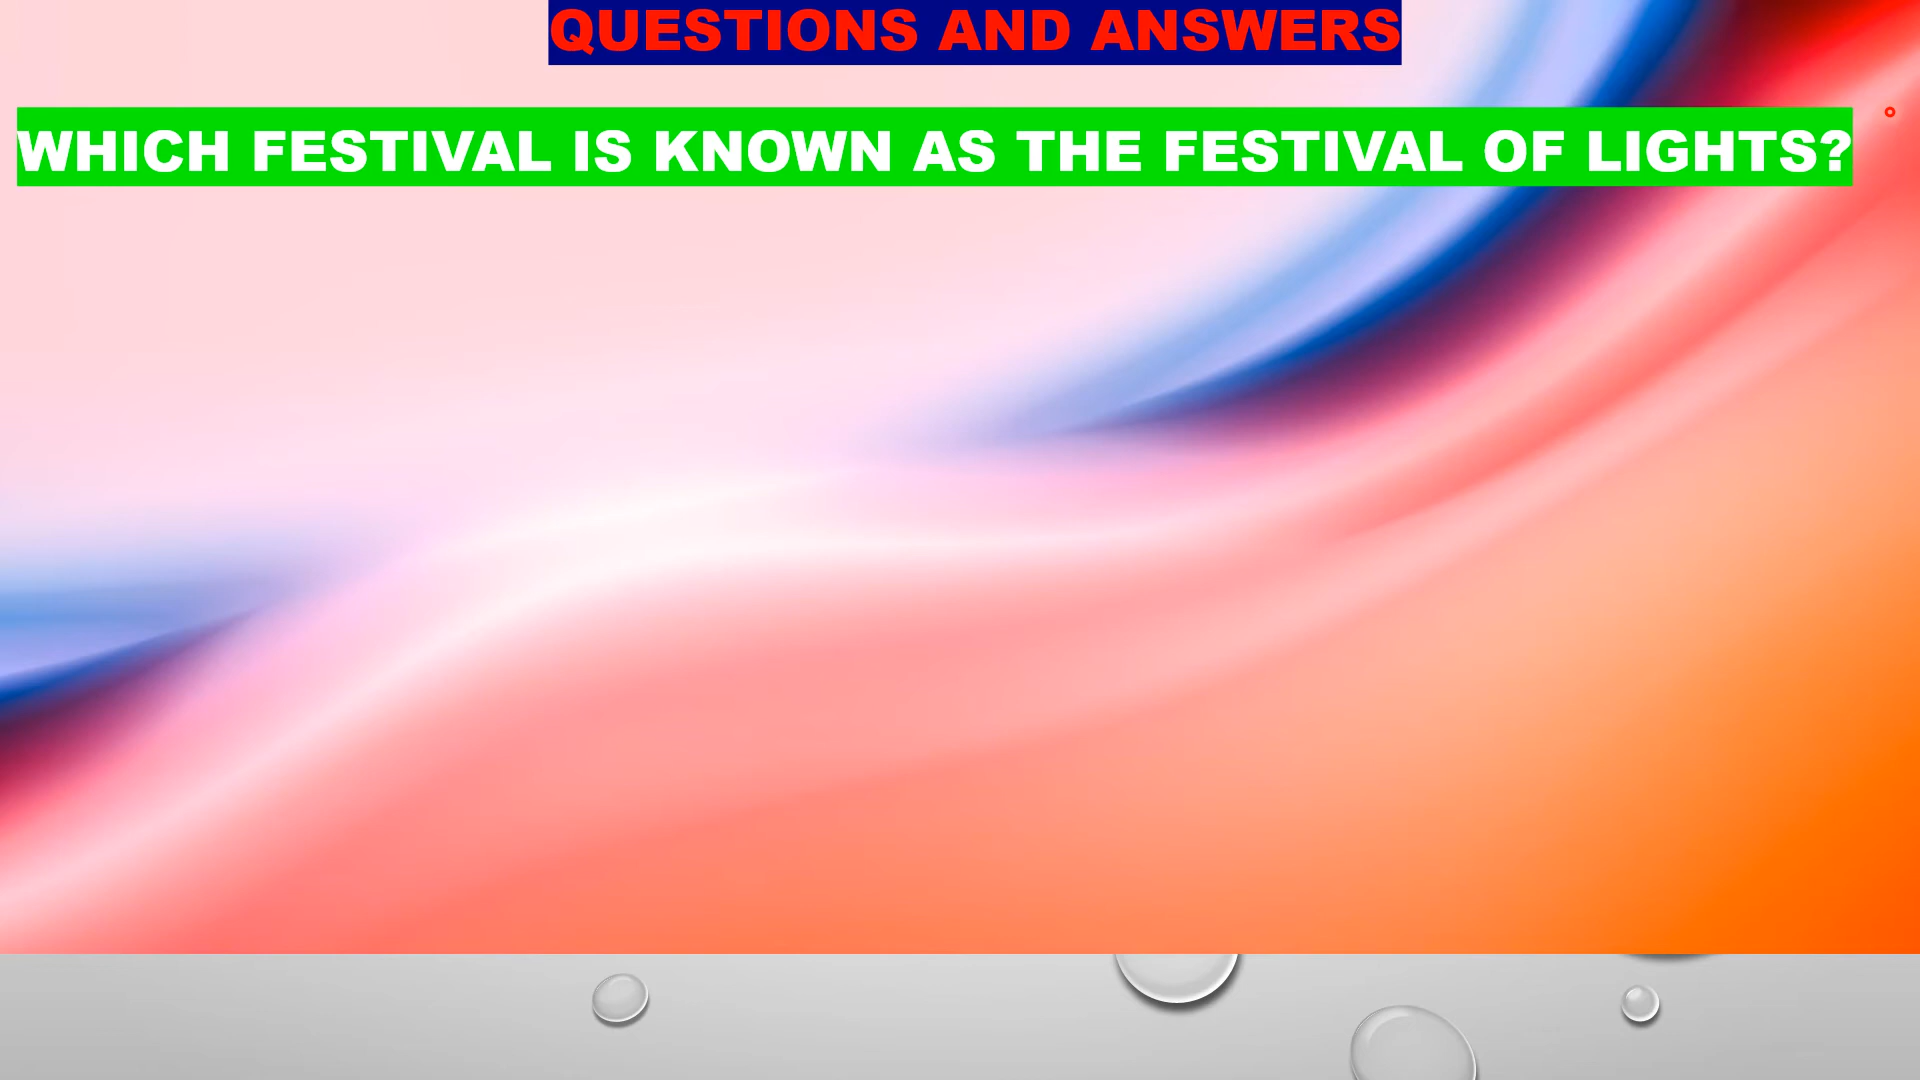 QUESTIONS AND ANSWERS
WHICH FESTIVAL IS KNOWN AS THE FESTIVAL OF LIGHTS?